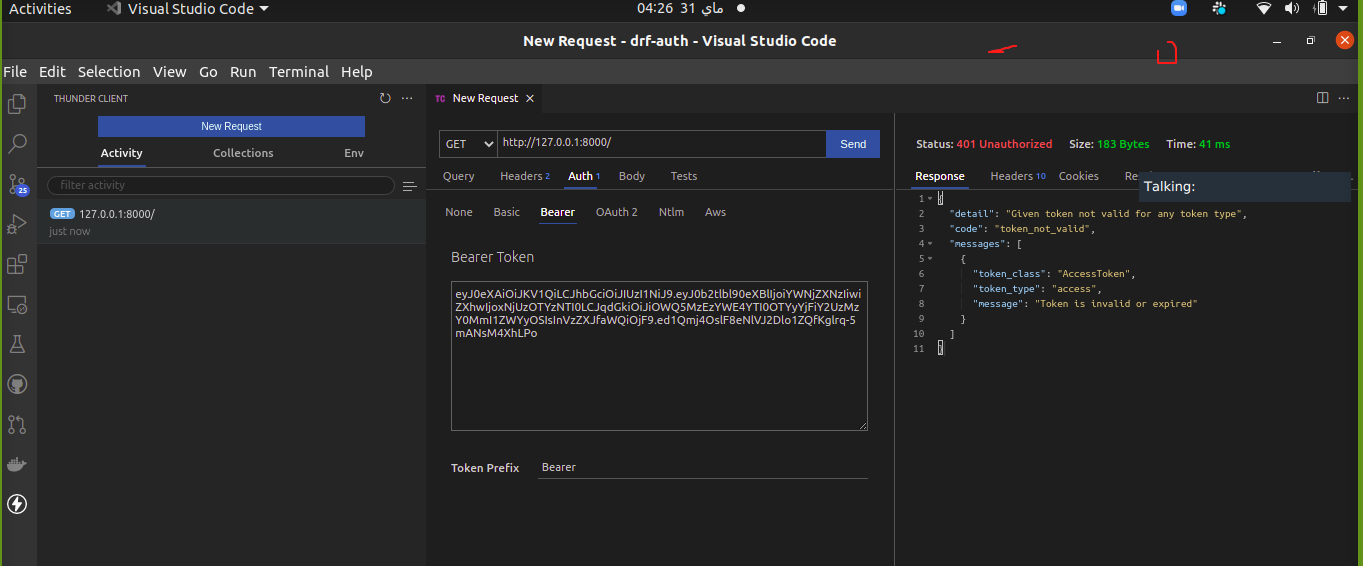 Activities
Visual Studio Code
04:26 31 ماي
New Request - drf-auth - Visual Studio Code
File Edit Selection View Go Run Terminal Help
THUNDER CLIENT
New Request
Activity Collections Env
filter activity
GET 127.0.0.1:8000/
just now
25
TC New Request
GET http://127.0.0.1:8000/ Send
Query Headers 2 Auth 1 Body Tests
None Basic Bearer OAuth 2 Ntlm Aws
Bearer Token
Token Prefix Bearer
Status: 401 Unauthorized Size: 183 Bytes Time: 41 ms
Response Headers 10 Cookies
Talking:
1 {
2 "detail": "Given token not valid for any token type",
3 "code": "token_not_valid",
4 "messages": [
5 {
6 "token_class": "AccessToken",
7 "token_type": "access",
8 "message": "Token is invalid or expired"
9 }
10 ]
11 }